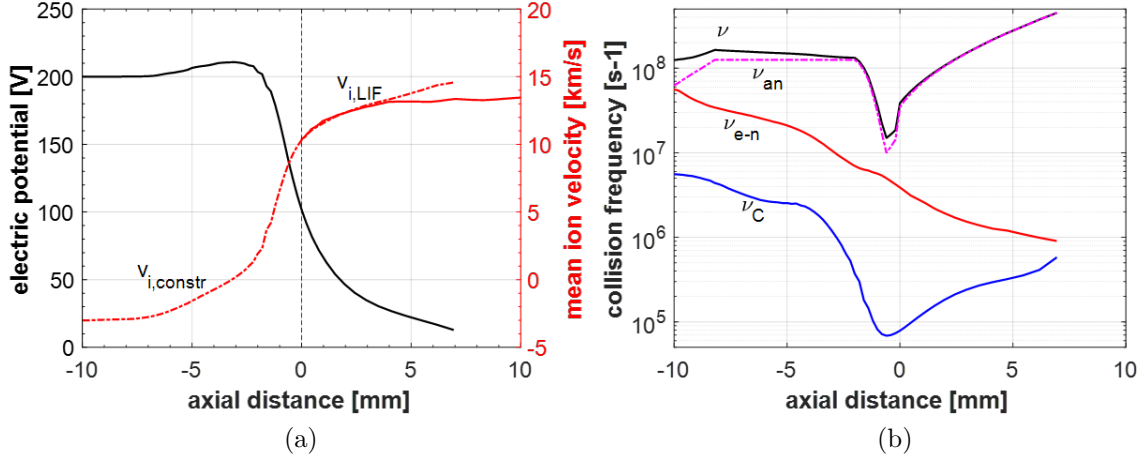 250
200
150
100
50
0
electric potential [V]
20
15
10
5
0
-5
mean ion velocity [km/s]
v_i,LIF
v_i,constr
-10
-5
0
5
10
axial distance [mm]
(a)
10^8
10^7
10^6
10^5
collision frequency [s-1]
ν
ν_an
ν_e-n
ν_C
-10
-5
0
5
10
axial distance [mm]
(b)